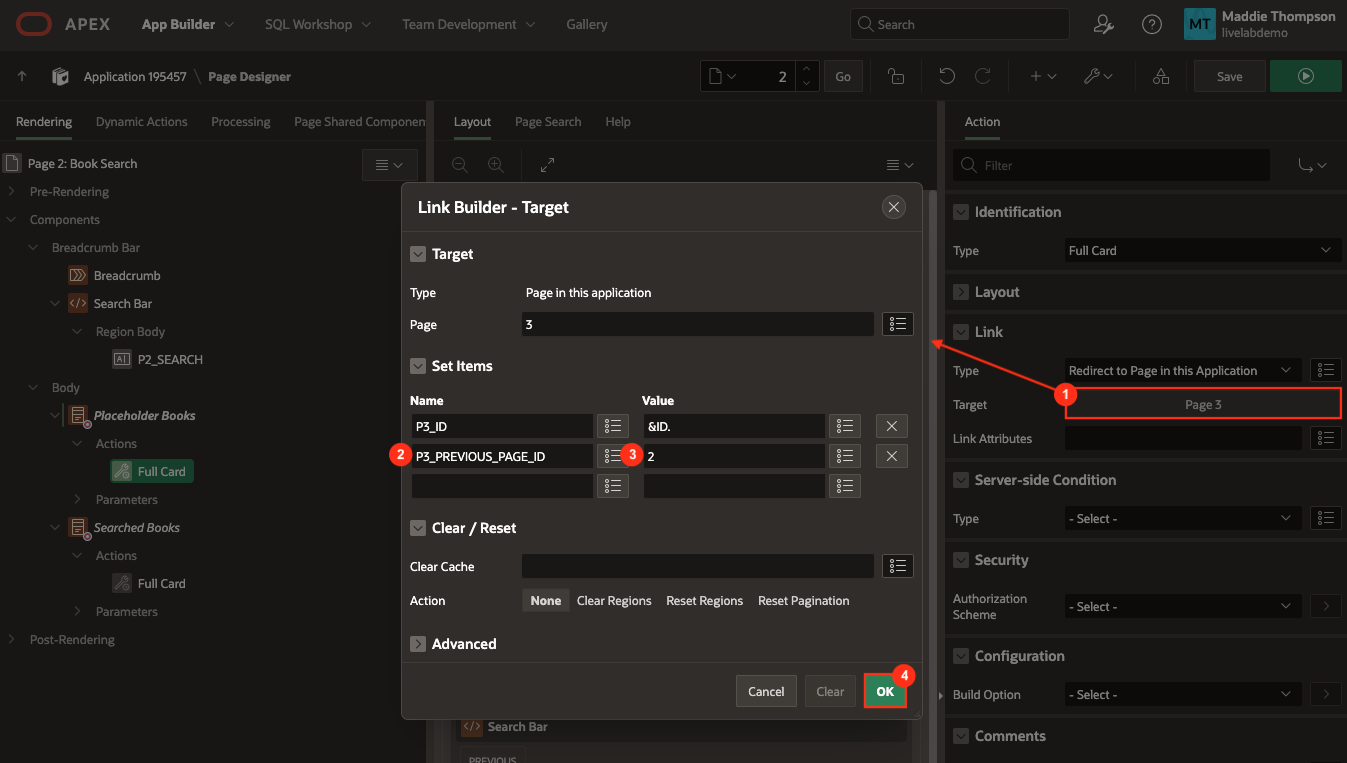 APEX App Builder SQL Workshop Team Development Gallery Search MT Maddie Thompson
livelabdemo
Application 195457 \ Page Designer 2 Go Save
Rendering Dynamic Actions Processing Page Shared Componen
Layout Page Search Help
Action
Page 2: Book Search
Pre-Rendering
Components
Breadcrumb Bar
Breadcrumb
Search Bar
Region Body
P2_SEARCH
Body
Placeholder Books
Actions
Full Card
Parameters
Searched Books
Actions
Full Card
Parameters
Post-Rendering
Link Builder - Target
Target
Type Page in this application
Page 3
Set Items
Name Value
P3_ID &ID.
2 P3_PREVIOUS_PAGE_ID 3 2
Clear / Reset
Clear Cache
Action None Clear Regions Reset Regions Reset Pagination
Advanced
Cancel Clear OK 4
Search Bar
PREVIOUS
Filter
Identification
Type Full Card
Layout
Link
Type Redirect to Page in this Application
1
Target Page 3
Link Attributes
Server-side Condition
Type - Select -
Security
Authorization
Scheme - Select -
Configuration
Build Option - Select -
Comments